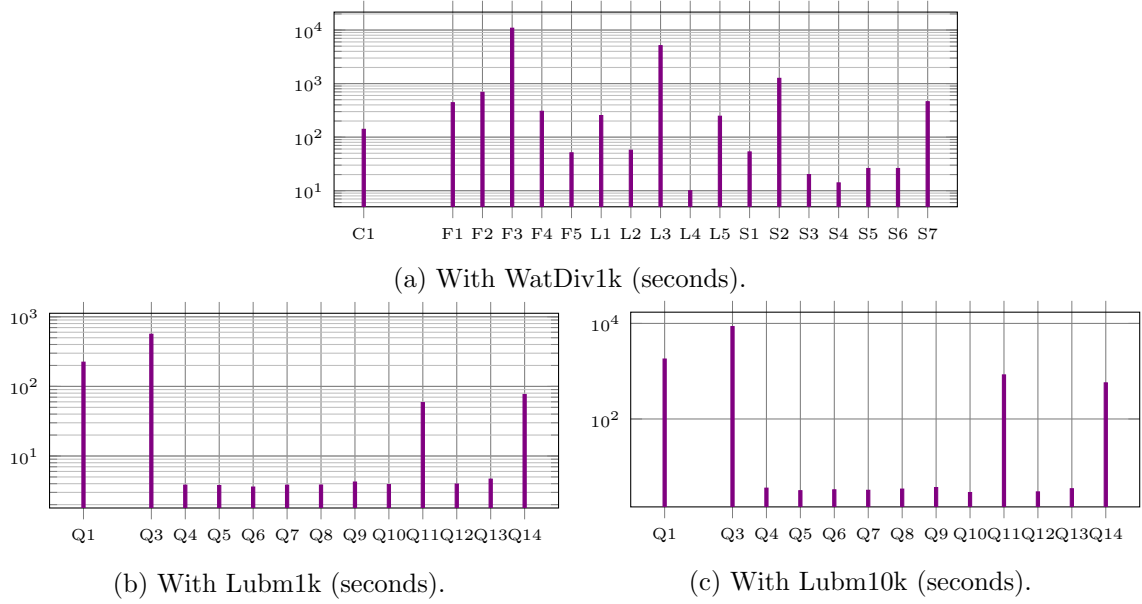 10^4
10^3
10^2
10^1
C1 F1 F2 F3 F4 F5 L1 L2 L3 L4 L5 S1 S2 S3 S4 S5 S6 S7
(a) With WatDiv1k (seconds).
10^3
10^2
10^1
Q1 Q3 Q4 Q5 Q6 Q7 Q8 Q9 Q10 Q11 Q12 Q13 Q14
(b) With Lubm1k (seconds).
10^4
10^2
Q1 Q3 Q4 Q5 Q6 Q7 Q8 Q9 Q10 Q11 Q12 Q13 Q14
(c) With Lubm10k (seconds).